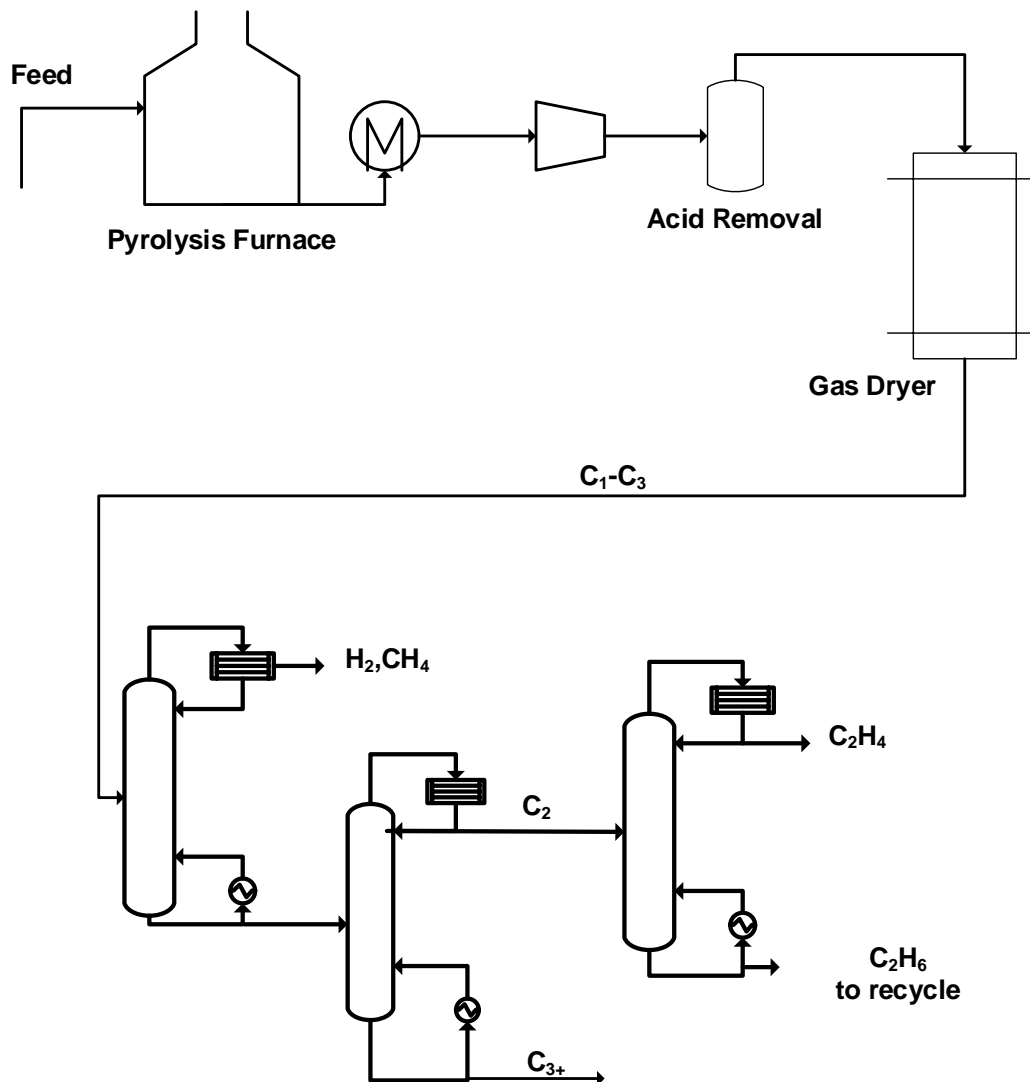 Feed
Pyrolysis Furnace
Acid Removal
Gas Dryer
C₁-C₃
H₂,CH₄
C₂H₄
C₂
C₂H₆
to recycle
C₃₊